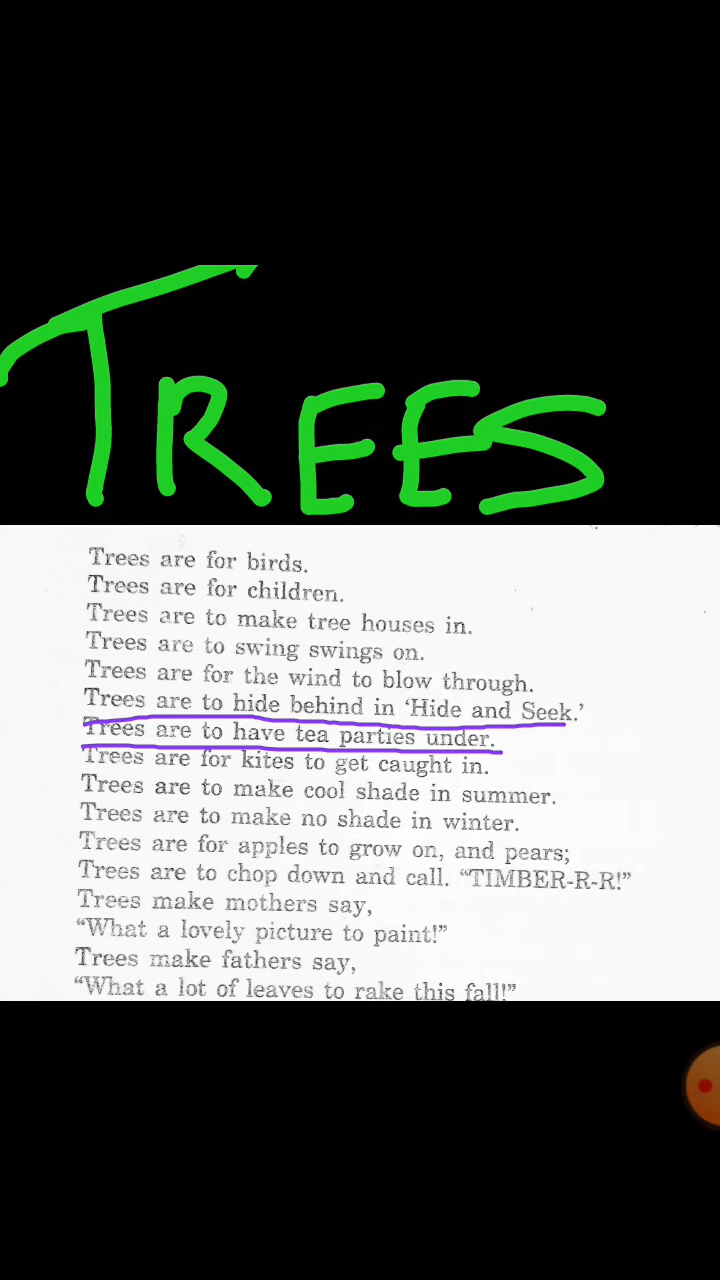 TREES
Trees are for birds.
Trees are for children.
Trees are to make tree houses in.
Trees are to swing swings on.
Trees are for the wind to blow through.
Trees are to hide behind in ‘Hide and Seek.’
Trees are to have tea parties under.
Trees are for kites to get caught in.
Trees are to make cool shade in summer.
Trees are to make no shade in winter.
Trees are for apples to grow on, and pears;
Trees are to chop down and call. “TIMBER-R-R!”
Trees make mothers say,
“What a lovely picture to paint!”
Trees make fathers say,
“What a lot of leaves to rake this fall!”